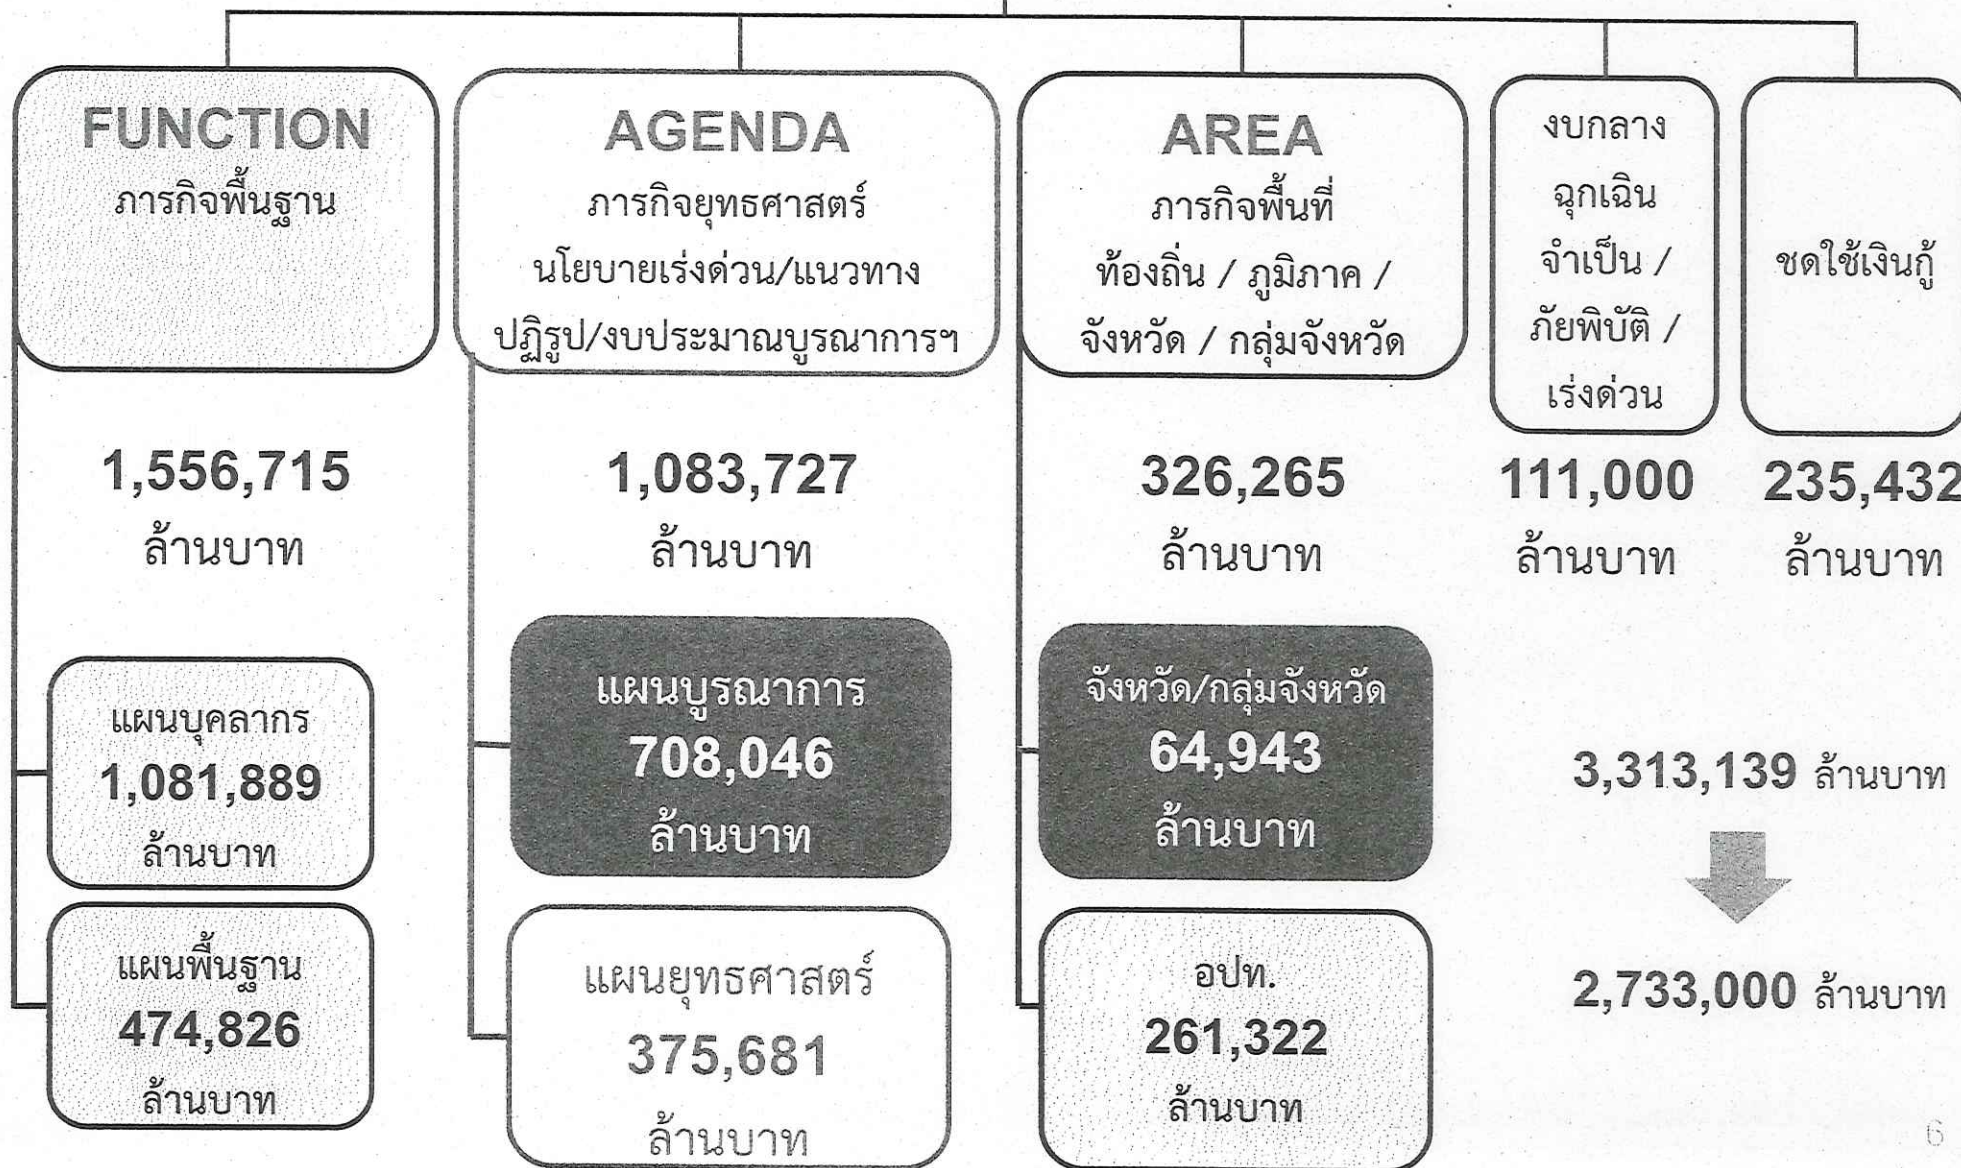 FUNCTION
ภารกิจพื้นฐาน
1,556,715
ล้านบาท
แผนบุคลากร
1,081,889
ล้านบาท
แผนพื้นฐาน
474,826
ล้านบาท
AGENDA
ภารกิจยุทธศาสตร์
นโยบายเร่งด่วน/แนวทาง
ปฏิรูป/งบประมาณบูรณาการฯ
1,083,727
ล้านบาท
แผนบูรณาการ
708,046
ล้านบาท
แผนยุทธศาสตร์
375,681
ล้านบาท
AREA
ภารกิจพื้นที่
ท้องถิ่น / ภูมิภาค /
จังหวัด / กลุ่มจังหวัด
326,265
ล้านบาท
จังหวัด/กลุ่มจังหวัด
64,943
ล้านบาท
อปท.
261,322
ล้านบาท
งบกลาง
ฉุกเฉิน
จำเป็น /
ภัยพิบัติ /
เร่งด่วน
111,000
ล้านบาท
ชดใช้เงินกู้
235,432
ล้านบาท
3,313,139 ล้านบาท
2,733,000 ล้านบาท
6